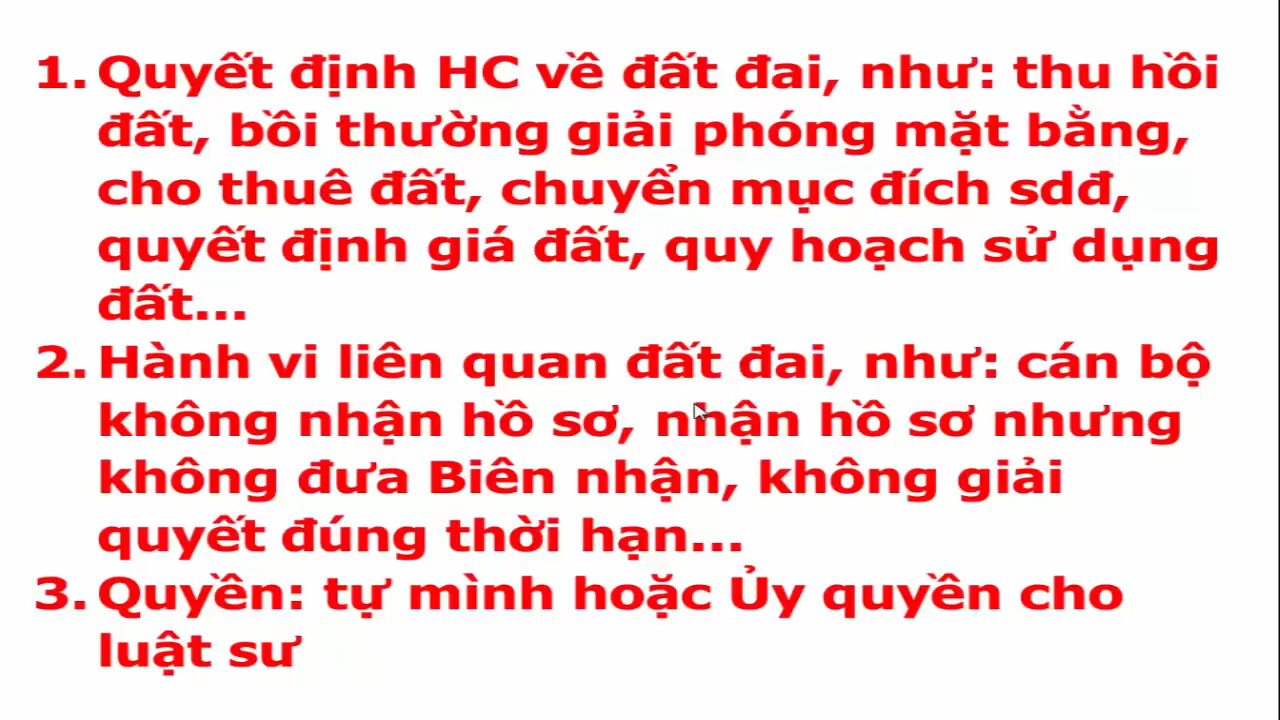 1. Quyết định HC về đất đai, như: thu hồi
đất, bồi thường giải phóng mặt bằng,
cho thuê đất, chuyển mục đích sdđ,
quyết định giá đất, quy hoạch sử dụng
đất...
2. Hành vi liên quan đất đai, như: cán bộ
không nhận hồ sơ, nhận hồ sơ nhưng
không đưa Biên nhận, không giải
quyết đúng thời hạn...
3. Quyền: tự mình hoặc Ủy quyền cho
luật sư